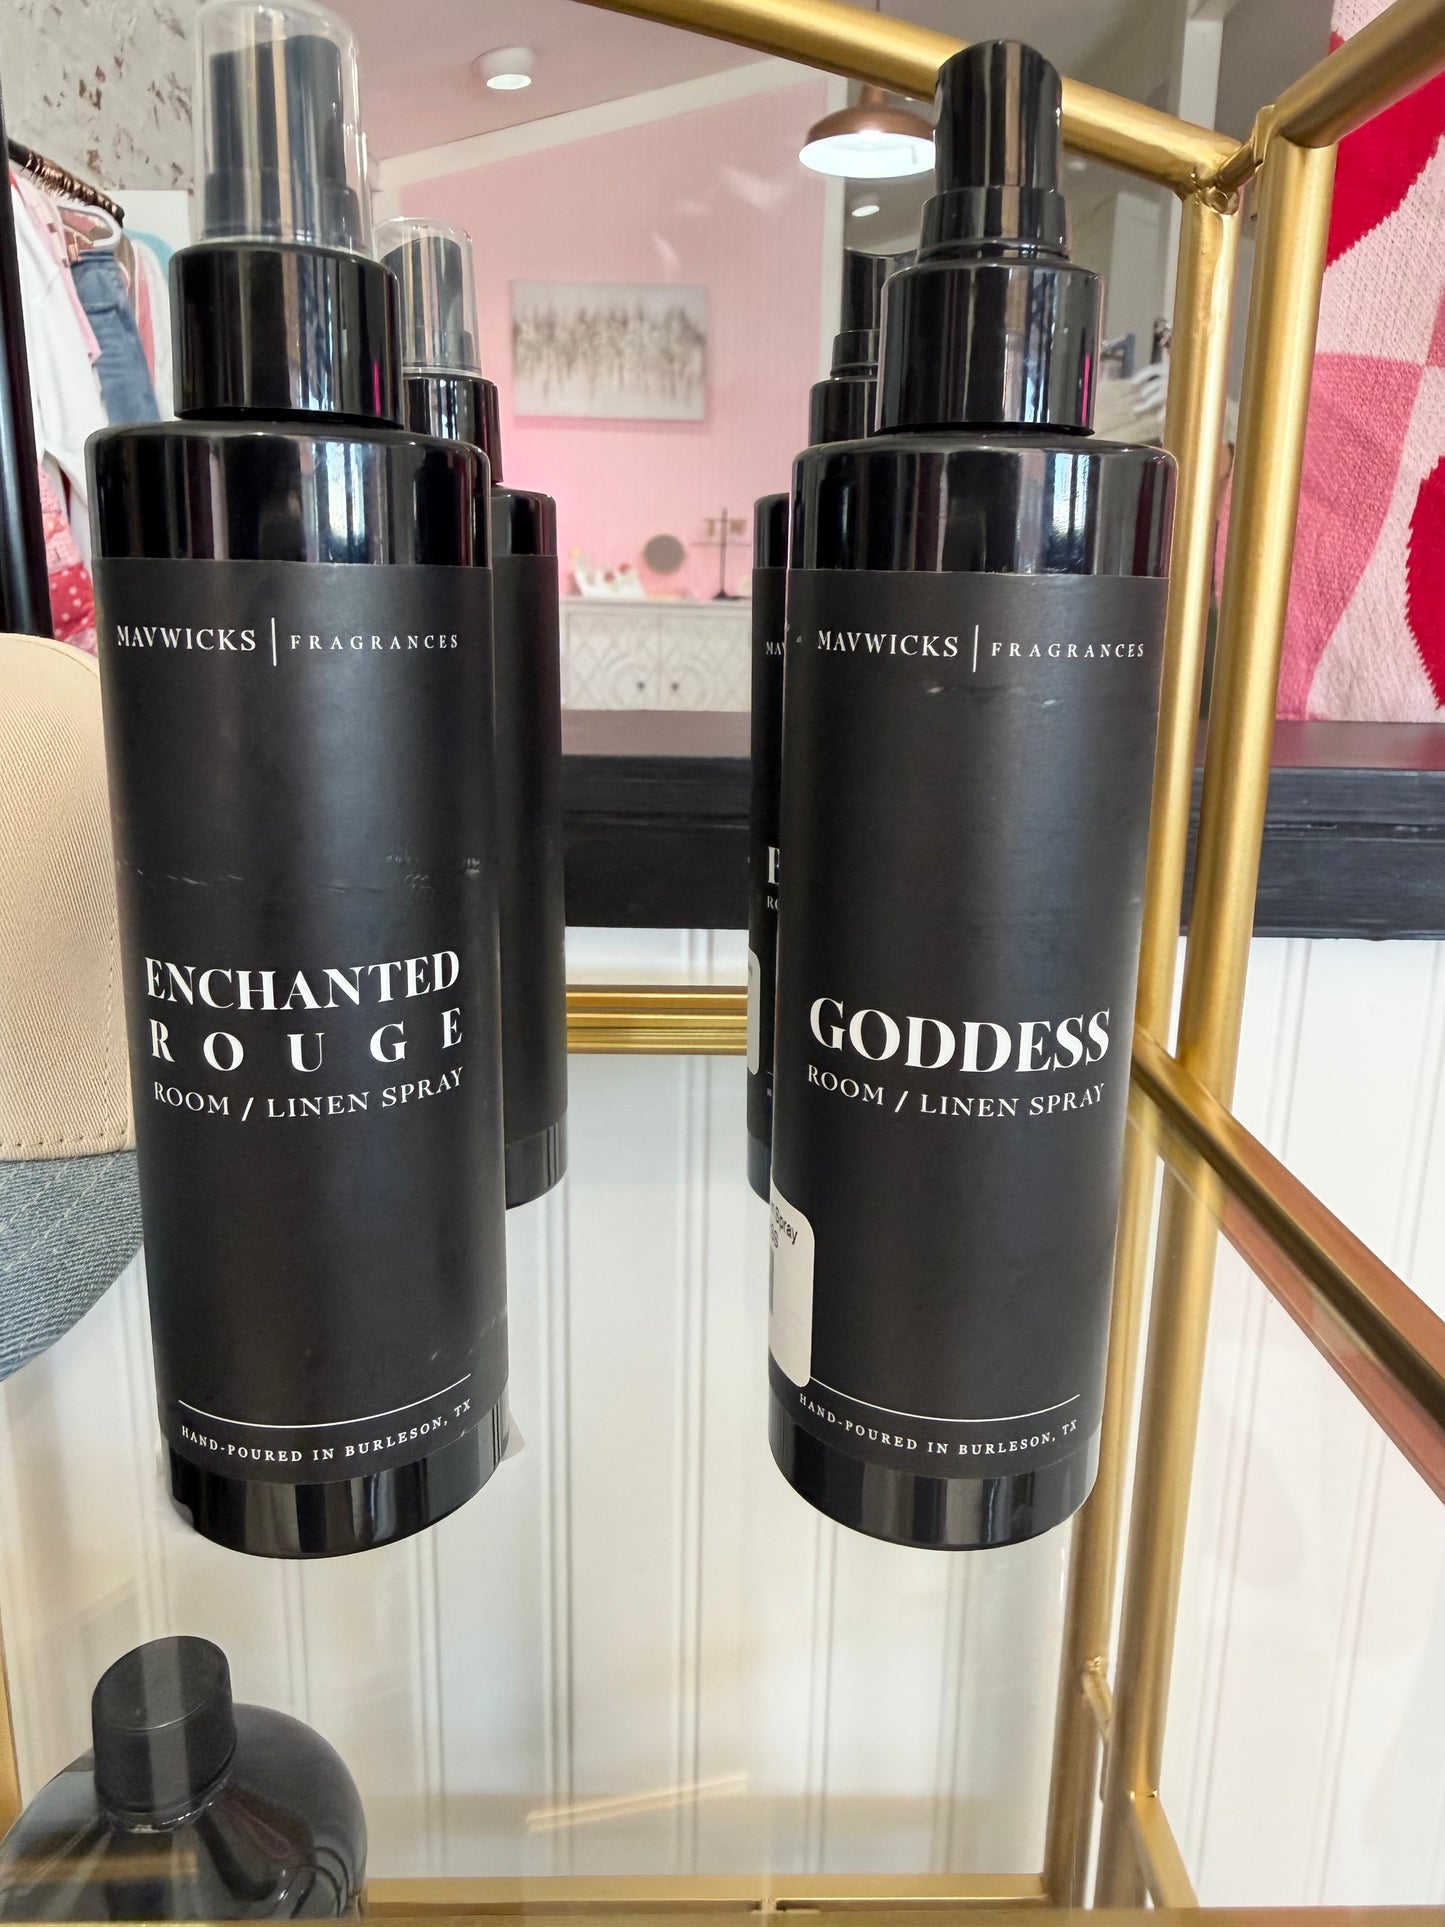 MAVWICKS | FRAGRANCES
ENCHANTED
ROUGE
ROOM / LINEN SPRAY
HAND-POURED IN BURLESON, TX
MAVWICKS | FRAGRANCES
GODDESS
ROOM / LINEN SPRAY
Spray
HAND-POURED IN BURLESON, TX